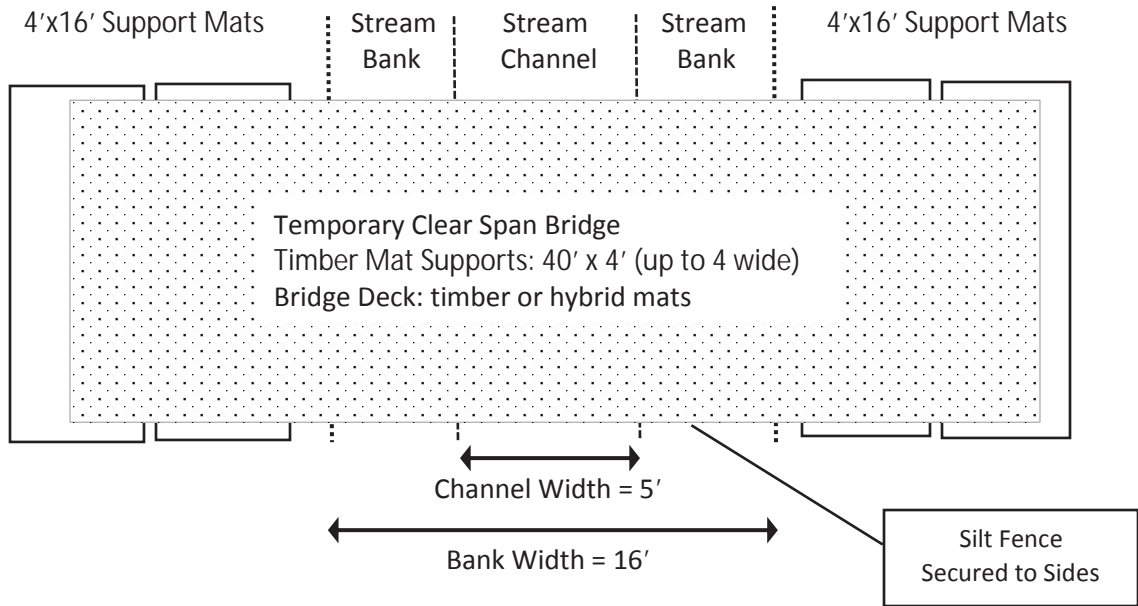 4′x16′ Support Mats
Stream
Bank
Stream
Channel
Stream
Bank
4′x16′ Support Mats
Temporary Clear Span Bridge
Timber Mat Supports: 40′ x 4′ (up to 4 wide)
Bridge Deck: timber or hybrid mats
Channel Width = 5′
Bank Width = 16′
Silt Fence
Secured to Sides